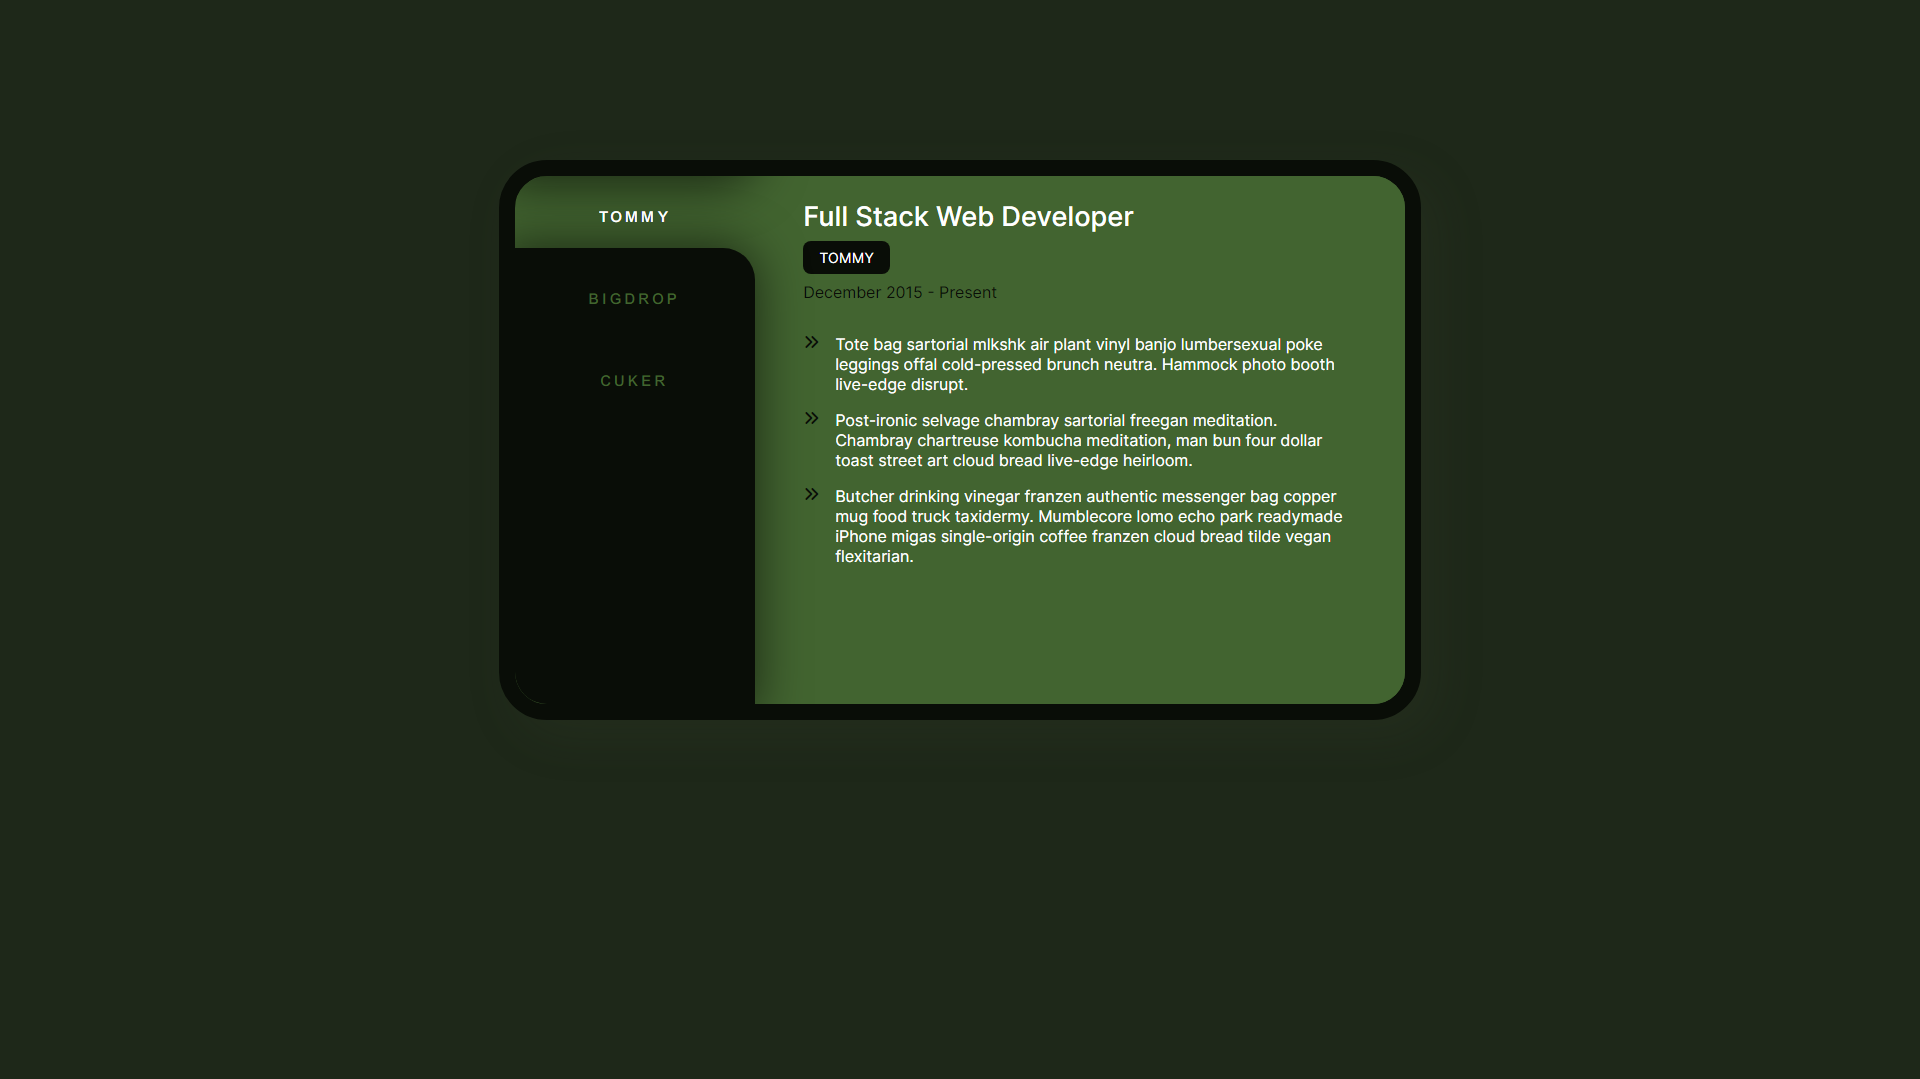 TOMMY
BIGDROP
CUKER
Full Stack Web Developer
TOMMY
December 2015 - Present
Tote bag sartorial mlkshk air plant vinyl banjo lumbersexual poke
leggings offal cold-pressed brunch neutra. Hammock photo booth
live-edge disrupt.
Post-ironic selvage chambray sartorial freegan meditation.
Chambray chartreuse kombucha meditation, man bun four dollar
toast street art cloud bread live-edge heirloom.
Butcher drinking vinegar franzen authentic messenger bag copper
mug food truck taxidermy. Mumblecore lomo echo park readymade
iPhone migas single-origin coffee franzen cloud bread tilde vegan
flexitarian.